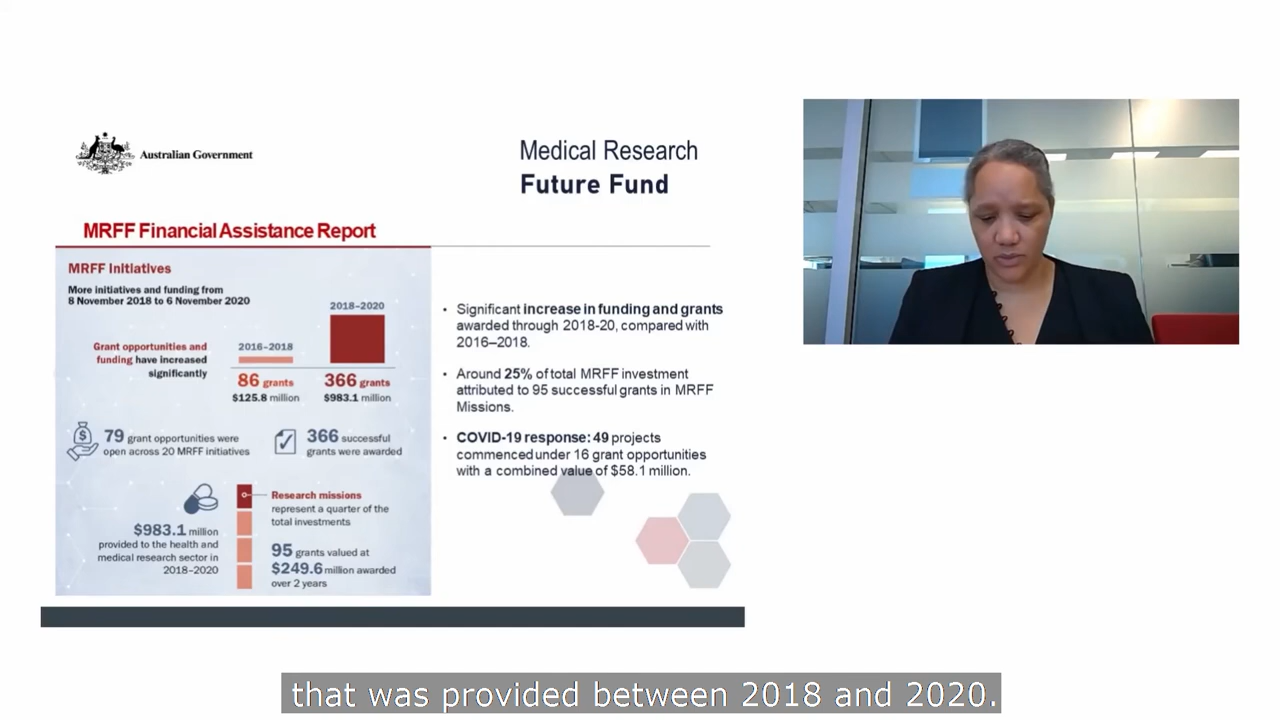 Australian Government
Medical Research
Future Fund
MRFF Financial Assistance Report
MRFF Initiatives
More initiatives and funding from
8 November 2018 to 6 November 2020
2018–2020
Grant opportunities and
funding have increased
significantly
2016–2018
86 grants
$125.8 million
366 grants
$983.1 million
79 grant opportunities were
open across 20 MRFF initiatives
366 successful
grants were awarded
$983.1 million
provided to the health and
medical research sector in
2018–2020
Research missions
represent a quarter of the
total investments
95 grants valued at
$249.6 million awarded
over 2 years
• Significant increase in funding and grants
awarded through 2018-20, compared with
2016–2018.
• Around 25% of total MRFF investment
attributed to 95 successful grants in MRFF
Missions.
• COVID-19 response: 49 projects
commenced under 16 grant opportunities
with a combined value of $58.1 million.
that was provided between 2018 and 2020.